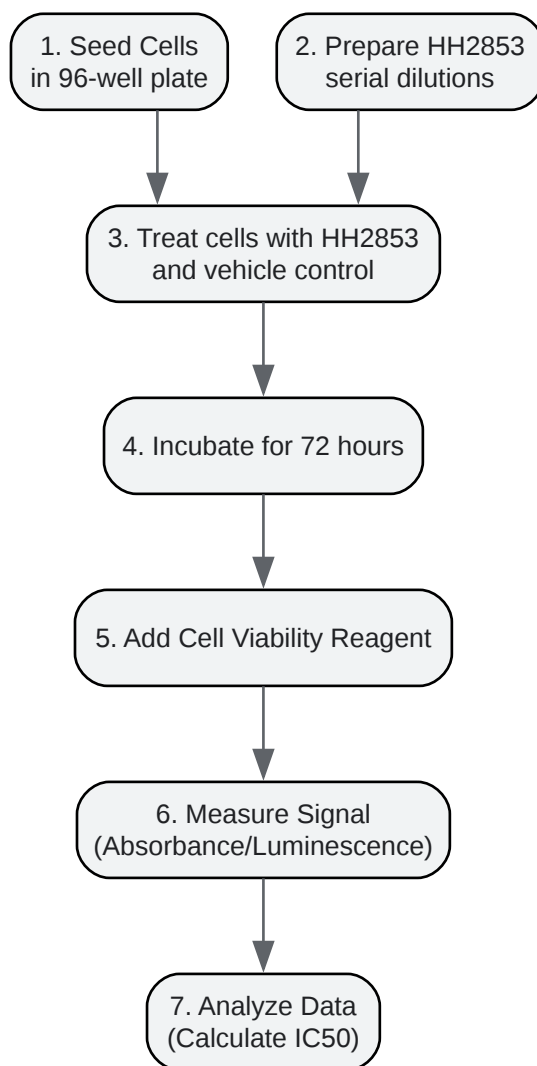 1. Seed Cells
in 96-well plate
2. Prepare HH2853
serial dilutions
3. Treat cells with HH2853
and vehicle control
4. Incubate for 72 hours
5. Add Cell Viability Reagent
6. Measure Signal
(Absorbance/Luminescence)
7. Analyze Data
(Calculate IC50)